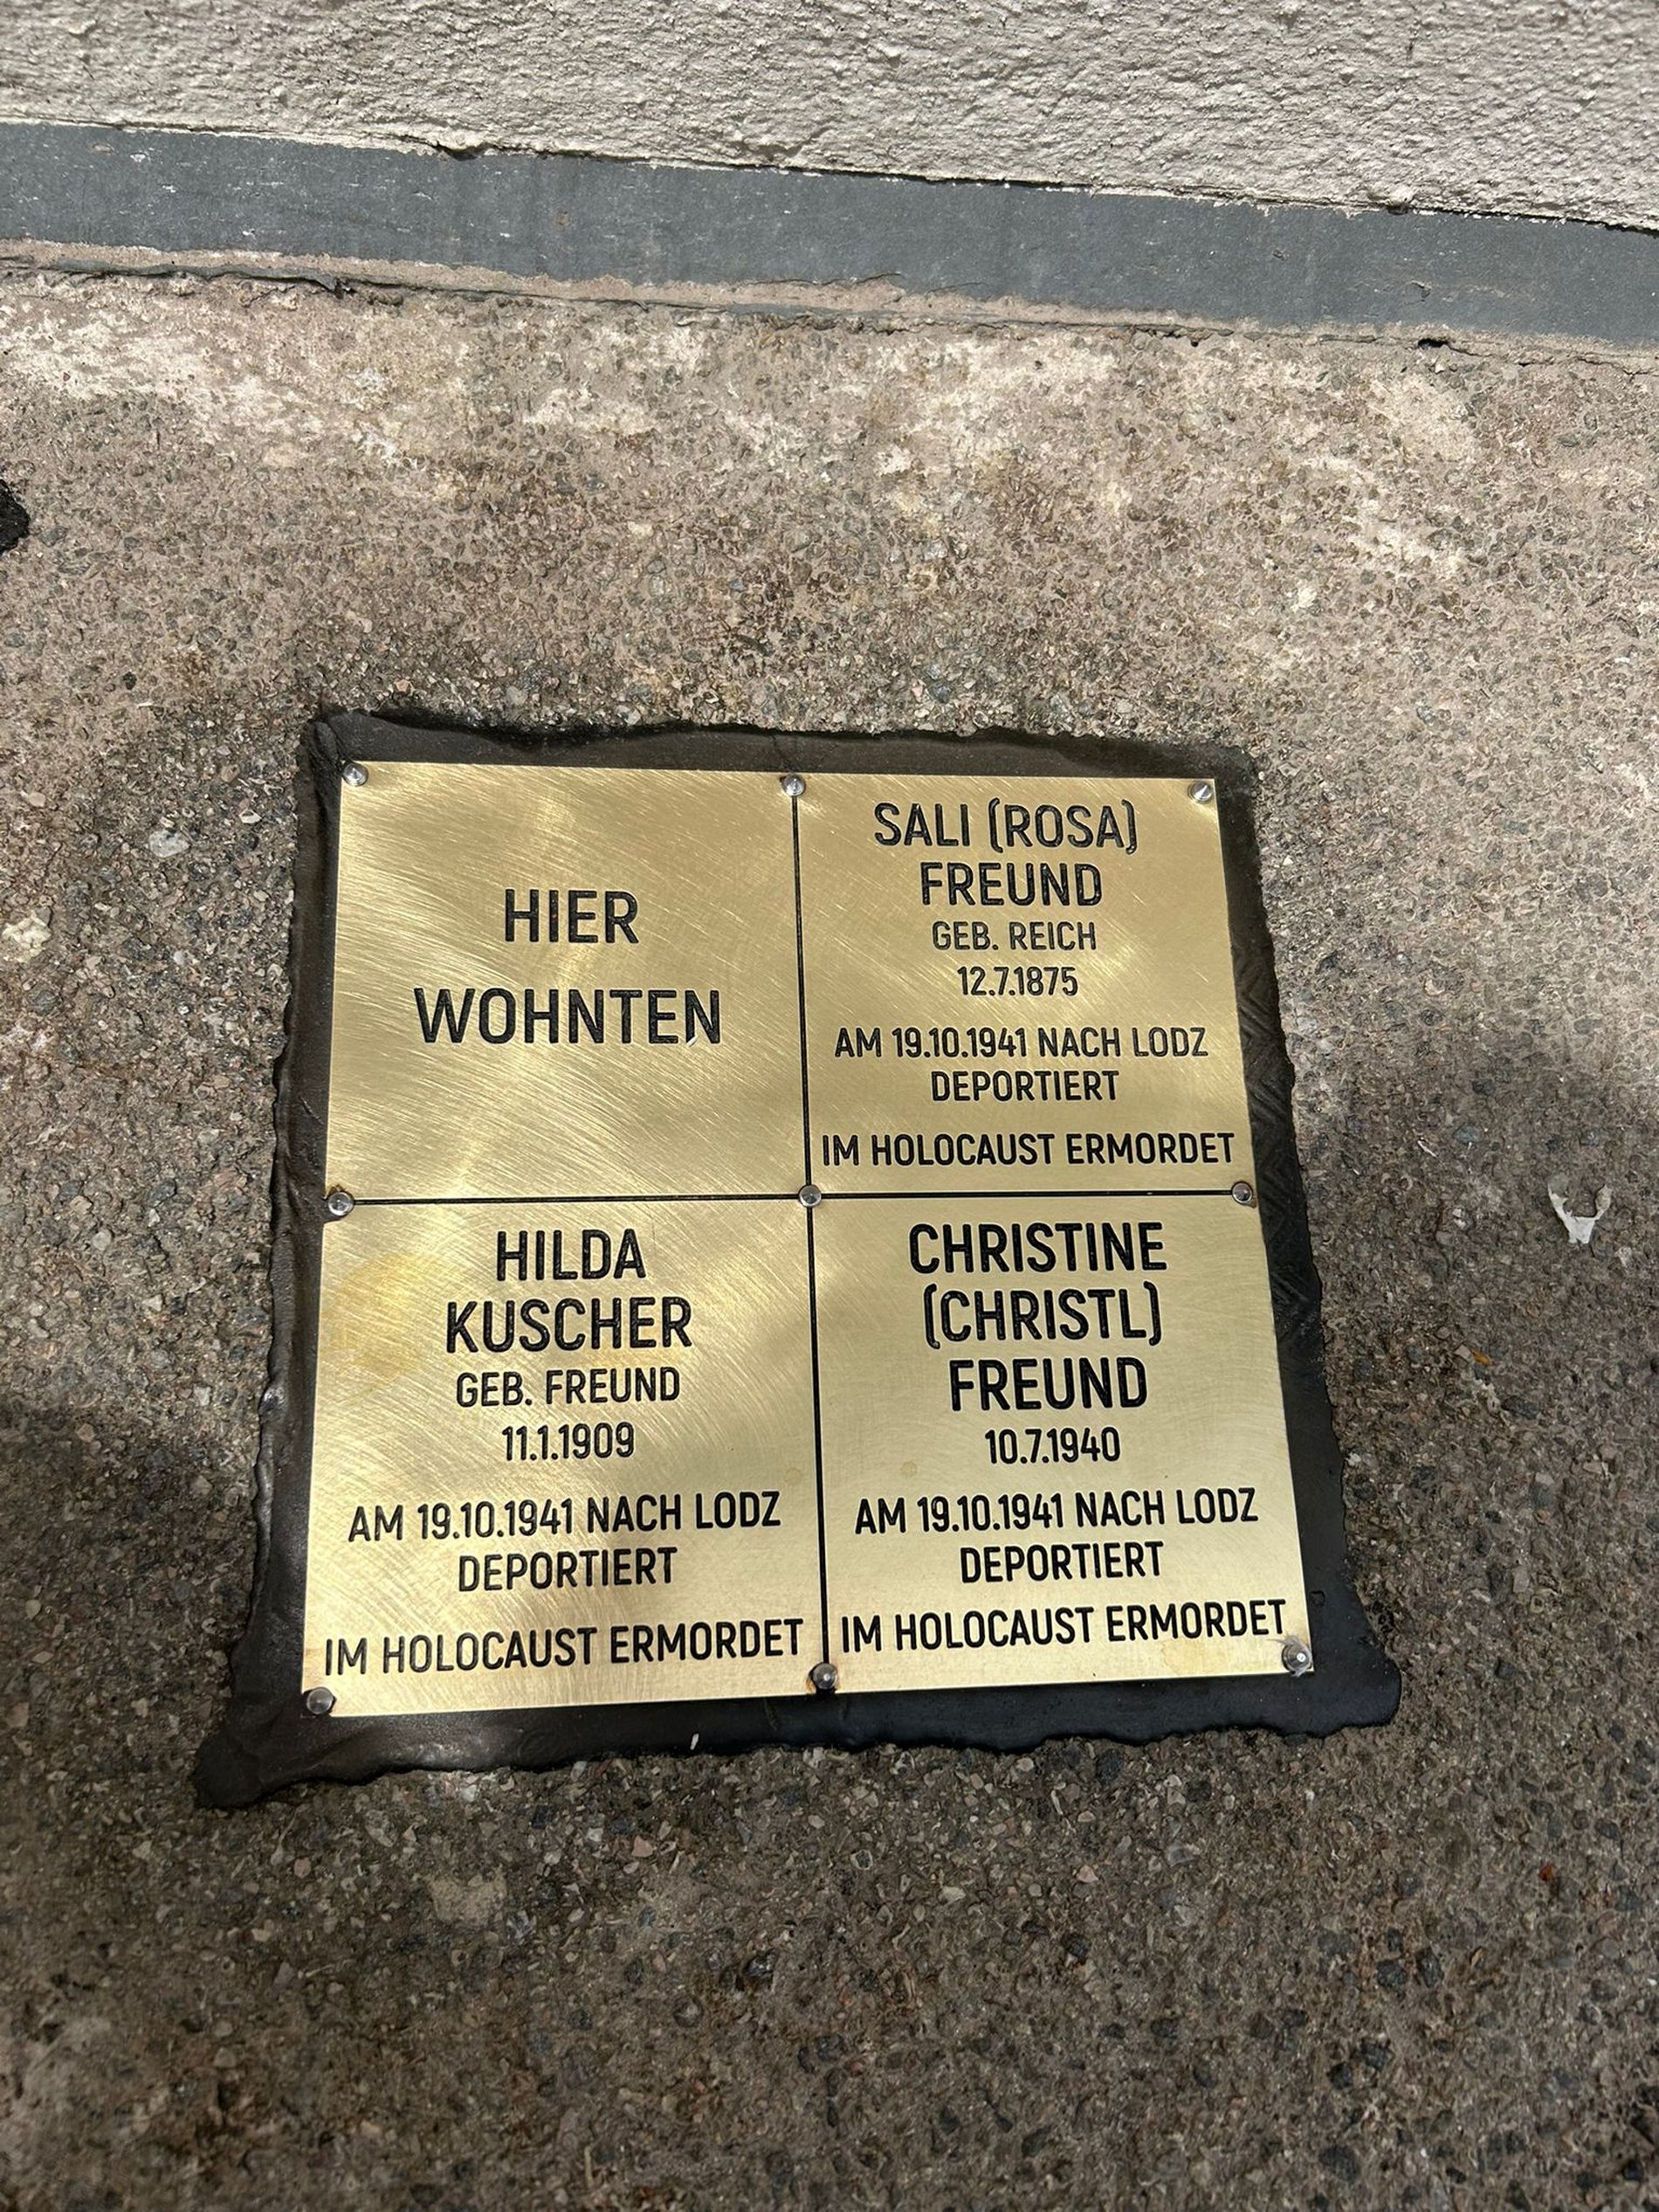 HIER
WOHNTEN
SALI (ROSA)
FREUND
GEB. REICH
12.7.1875
AM 19.10.1941 NACH LODZ
DEPORTIERT
IM HOLOCAUST ERMORDET
HILDA
KUSCHER
GEB. FREUND
11.1.1909
AM 19.10.1941 NACH LODZ
DEPORTIERT
IM HOLOCAUST ERMORDET
CHRISTINE
(CHRISTL)
FREUND
10.7.1940
AM 19.10.1941 NACH LODZ
DEPORTIERT
IM HOLOCAUST ERMORDET